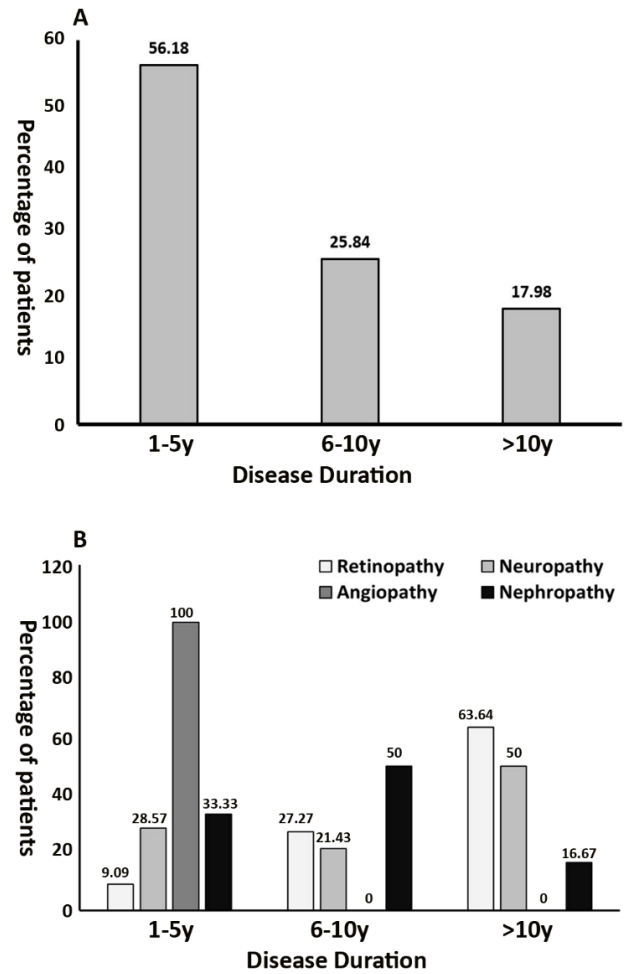 A
60
50
40
30
20
10
0
Percentage of patients
56.18
25.84
17.98
1-5y 6-10y >10y
Disease Duration
B
120
100
80
60
40
20
0
Percentage of patients
Retinopathy Neuropathy
Angiopathy Nephropathy
9.09 28.57 100 33.33
27.27 21.43 0 50
63.64 50 0 16.67
1-5y 6-10y >10y
Disease Duration